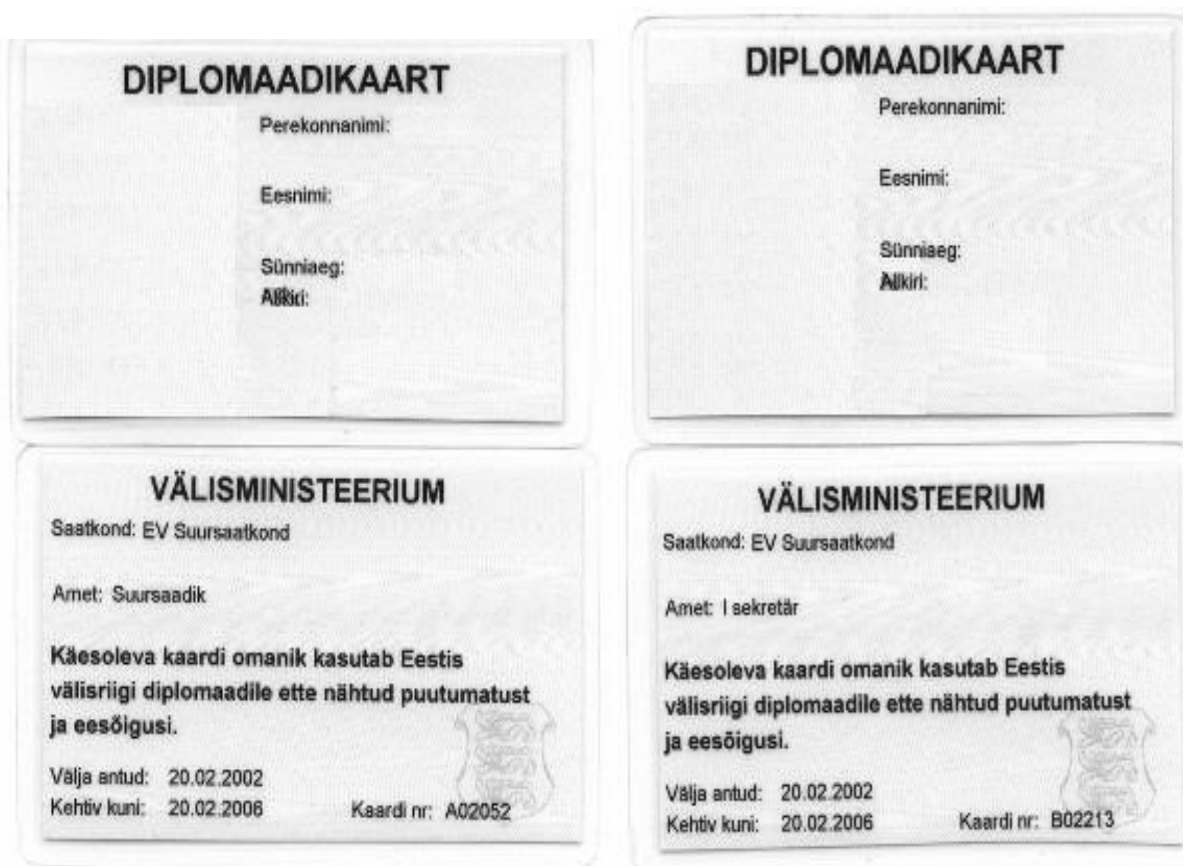 DIPLOMAADIKAART
Perekonnanimi:
Eesnimi:
Sünniaeg:
Allkiri:
DIPLOMAADIKAART
Perekonnanimi:
Eesnimi:
Sünniaeg:
Allkiri:
VÄLISMINISTEERIUM
Saatkond: EV Suursaatkond
Amet: Suursaadik
Käesoleva kaardi omanik kasutab Eestis
välisriigi diplomaadile ette nähtud puutumatust
ja eesõigusi.
Välja antud: 20.02.2002
Kehtiv kuni: 20.02.2006 Kaardi nr: A02052
VÄLISMINISTEERIUM
Saatkond: EV Suursaatkond
Amet: I sekretär
Käesoleva kaardi omanik kasutab Eestis
välisriigi diplomaadile ette nähtud puutumatust
ja eesõigusi.
Välja antud: 20.02.2002
Kehtiv kuni: 20.02.2006 Kaardi nr: B02213